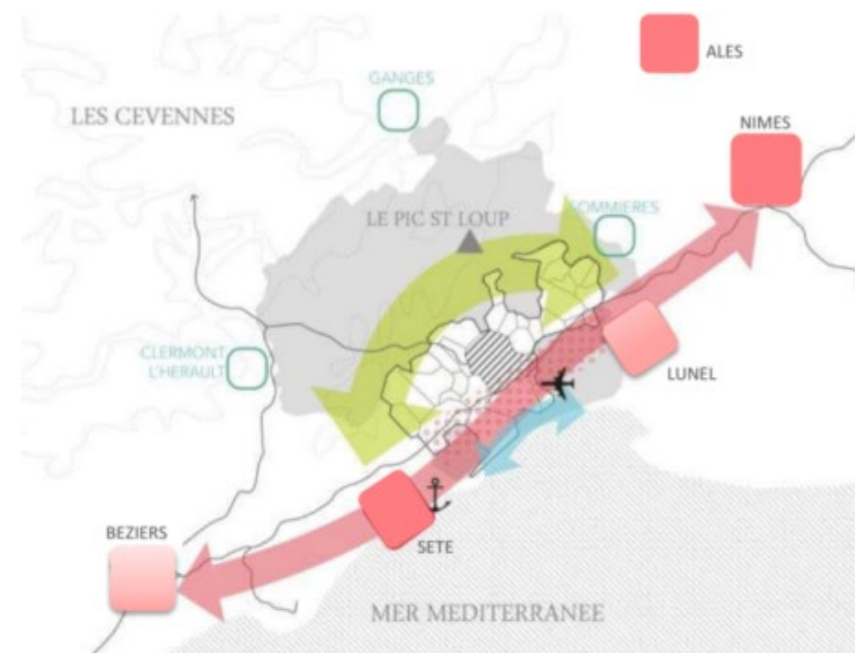 ALES
GANGES
LES CEVENNES
NIMES
SOMMIERES
LE PIC ST LOUP
CLERMONT
L'HERAULT
LUNEL
BEZIERS
SETE
MER MEDITERRANEE